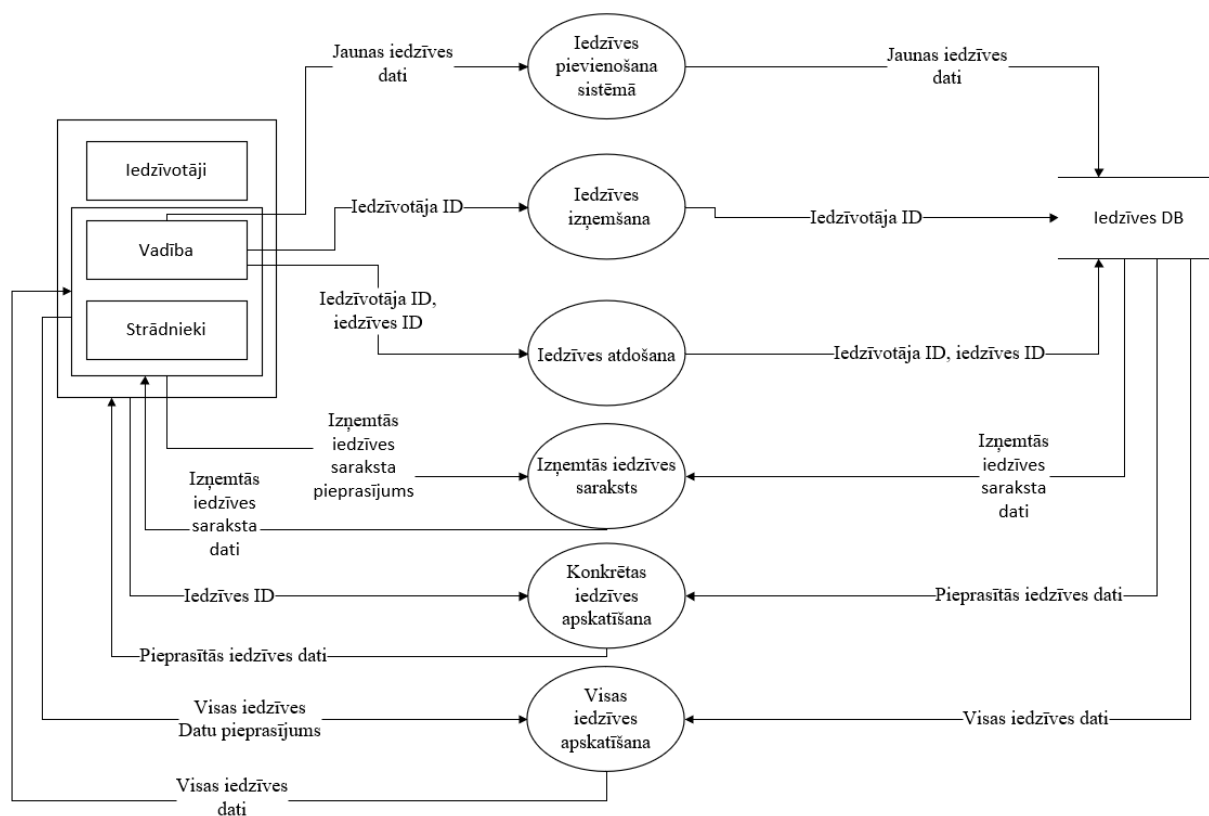 Jaunas iedzīves
dati
Iedzīves
pievienošana
sistēmā
Jaunas iedzīves
dati
Iedzīvotāji
Vadība
Strādnieki
Iedzīvotāja ID
Iedzīves
izņemšana
Iedzīvotāja ID
Iedzīves DB
Iedzīvotāja ID,
iedzīves ID
Iedzīves atdošana
Iedzīvotāja ID, iedzīves ID
Izņemtās
iedzīves
saraksta
pieprasījums
Izņemtās iedzīves
saraksts
Izņemtās
iedzīves
saraksta
dati
Izņemtās
iedzīves
saraksta
dati
Iedzīves ID
Konkrētas
iedzīves
apskatīšana
Pieprasītās iedzīves dati
Pieprasītās iedzīves dati
Visas iedzīves
Datu pieprasījums
Visas
iedzīves
apskatīšana
Visas iedzīves dati
Visas iedzīves
dati